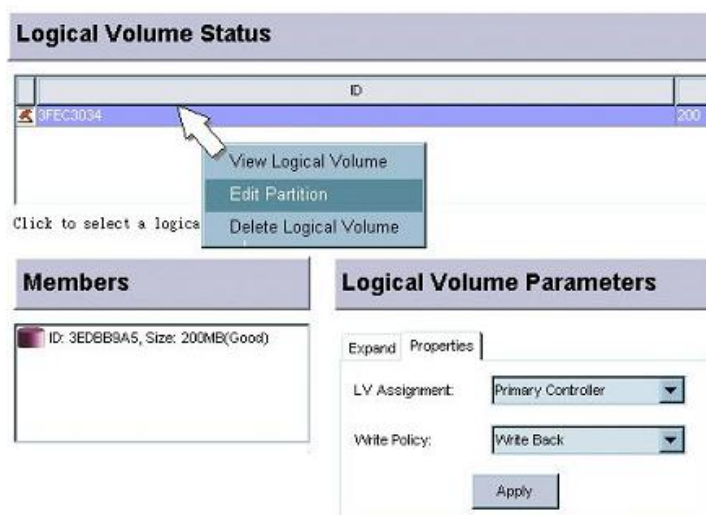 Logical Volume Status
ID
3FEC3034
200
View Logical Volume
Edit Partition
Delete Logical Volume
Click to select a logica
Members
ID: 3EDBB9A5, Size: 200MB(Good)
Logical Volume Parameters
Expand Properties
LV Assignment: Primary Controller
Write Policy: Write Back
Apply